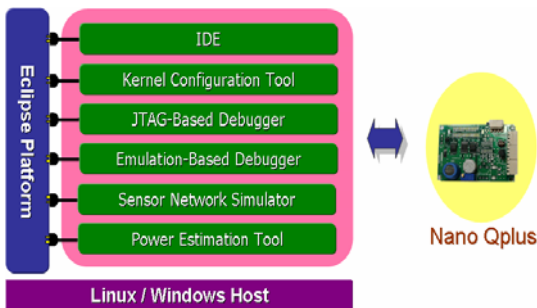 Eclipse Platform
IDE
Kernel Configuration Tool
JTAG-Based Debugger
Emulation-Based Debugger
Sensor Network Simulator
Power Estimation Tool
Nano Qplus
Linux / Windows Host